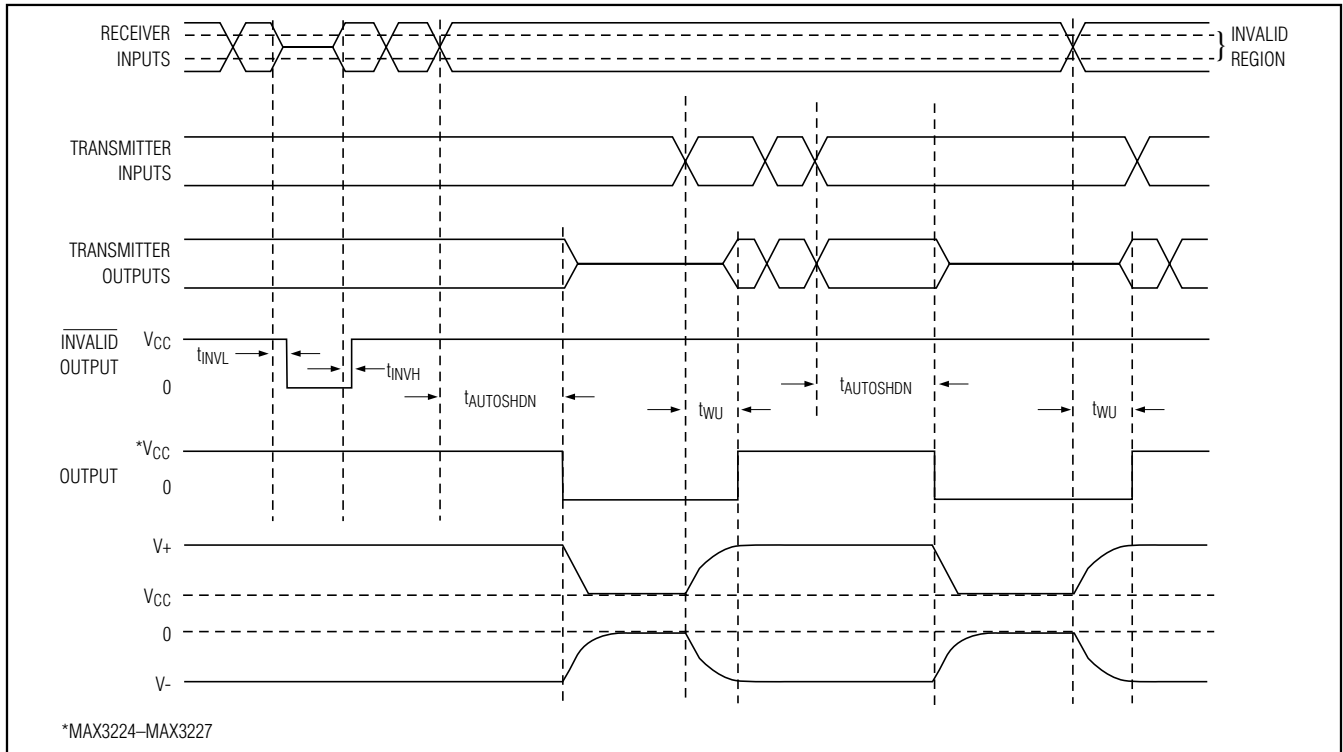 RECEIVER
INPUTS
INVALID
REGION
TRANSMITTER
INPUTS
TRANSMITTER
OUTPUTS
INVALID
OUTPUT
VCC
0
tINVL
tINVH
tAUTOSHDN
tWU
tAUTOSHDN
tWU
OUTPUT
*VCC
0
V+
VCC
0
V-
*MAX3224–MAX3227